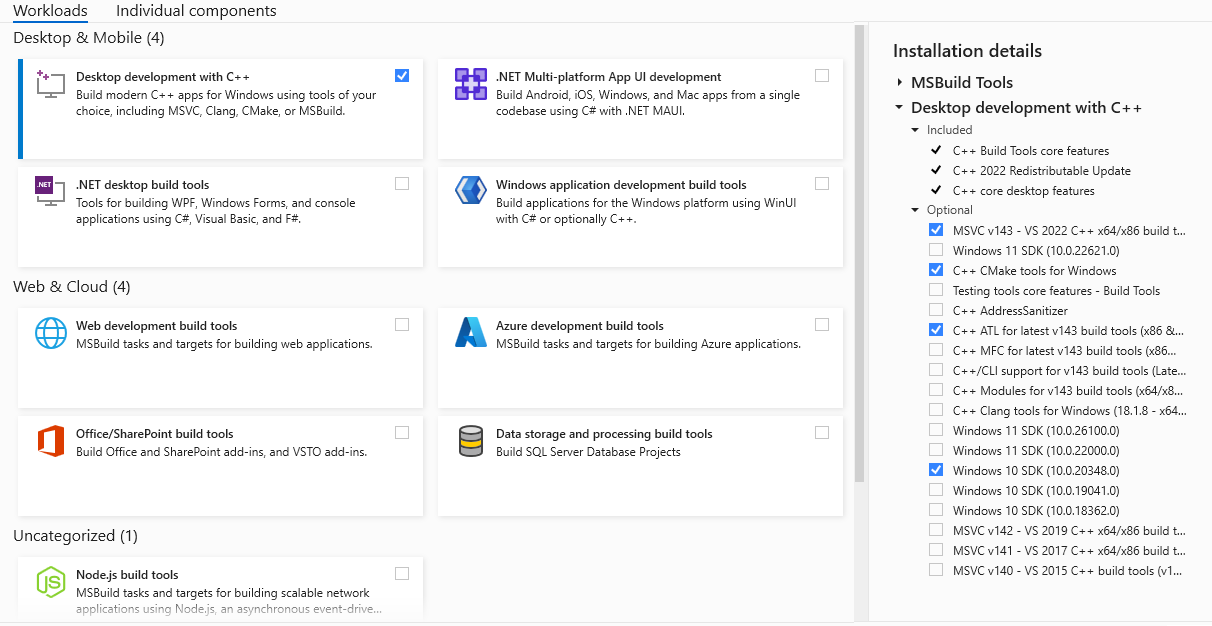 Workloads
Individual components
Desktop & Mobile (4)
Desktop development with C++
Build modern C++ apps for Windows using tools of your
choice, including MSVC, Clang, CMake, or MSBuild.
.NET Multi-platform App UI development
Build Android, iOS, Windows, and Mac apps from a single
codebase using C# with .NET MAUI.
.NET
.NET desktop build tools
Tools for building WPF, Windows Forms, and console
applications using C#, Visual Basic, and F#.
Windows application development build tools
Build applications for the Windows platform using WinUI
with C# or optionally C++.
Web & Cloud (4)
Web development build tools
MSBuild tasks and targets for building web applications.
Azure development build tools
MSBuild tasks and targets for building Azure applications.
Office/SharePoint build tools
Build Office and SharePoint add-ins, and VSTO add-ins.
Data storage and processing build tools
Build SQL Server Database Projects
Uncategorized (1)
JS
Node.js build tools
MSBuild tasks and targets for building scalable network
applications using Node.js, an asynchronous event-drive...
Installation details
MSBuild Tools
Desktop development with C++
Included
C++ Build Tools core features
C++ 2022 Redistributable Update
C++ core desktop features
Optional
MSVC v143 - VS 2022 C++ x64/x86 build t...
Windows 11 SDK (10.0.22621.0)
C++ CMake tools for Windows
Testing tools core features - Build Tools
C++ AddressSanitizer
C++ ATL for latest v143 build tools (x86 &...
C++ MFC for latest v143 build tools (x86...
C++/CLI support for v143 build tools (Late...
C++ Modules for v143 build tools (x64/x8...
C++ Clang tools for Windows (18.1.8 - x64...
Windows 11 SDK (10.0.26100.0)
Windows 11 SDK (10.0.22000.0)
Windows 10 SDK (10.0.20348.0)
Windows 10 SDK (10.0.19041.0)
Windows 10 SDK (10.0.18362.0)
MSVC v142 - VS 2019 C++ x64/x86 build t...
MSVC v141 - VS 2017 C++ x64/x86 build t...
MSVC v140 - VS 2015 C++ build tools (v1...